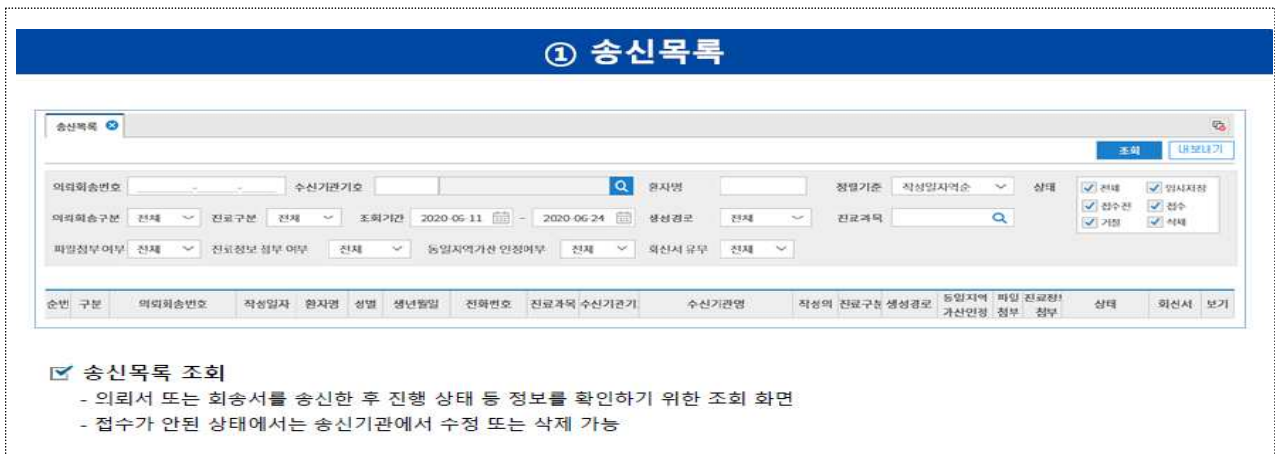 ① 송신목록
송신목록
조회 내보내기
의뢰회송번호 - - 수신기관기호 환자명 정렬기준 작성일자역순 상태 전체 임시저장
접수전 접수
의뢰회송구분 전체 진료구분 전체 조회기간 2020-06-11 - 2020-06-24 생성경로 전체 진료과목
거절 삭제
파일첨부여부 전체 진료정보 첨부 여부 전체 동일지역가산 인정여부 전체 회신서 유무 전체
순번 구분 의뢰회송번호 작성일자 환자명 성별 생년월일 전화번호 진료과목 수신기관기 수신기관명 작성의 진료구분 생성경로 동일지역 가산인정 파일 첨부 진료정보 첨부 상태 회신서 보기
송신목록 조회
- 의뢰서 또는 회송서를 송신한 후 진행 상태 등 정보를 확인하기 위한 조회 화면
- 접수가 안된 상태에서는 송신기관에서 수정 또는 삭제 가능